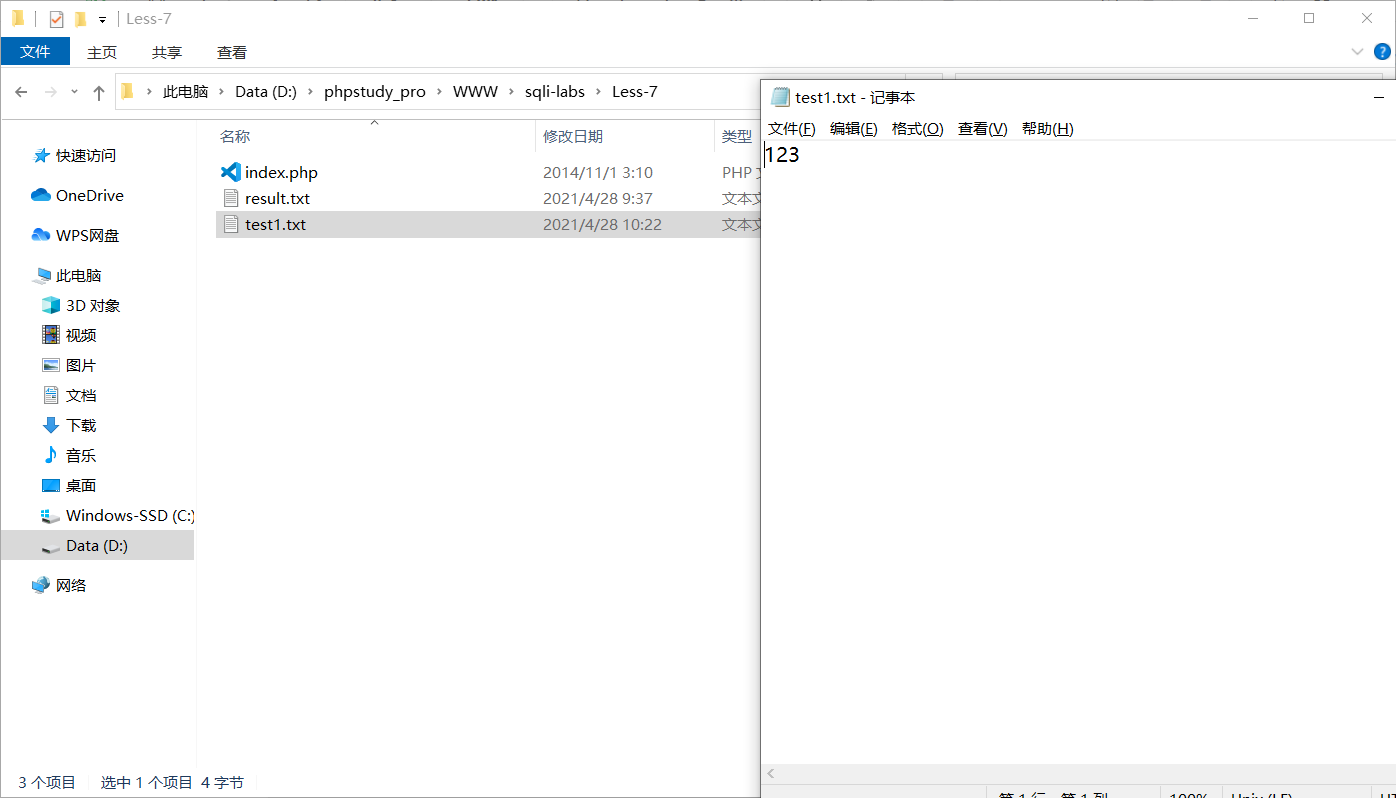 Less-7
文件 主页 共享 查看
此电脑 Data (D:) phpstudy_pro WWW sqli-labs Less-7
名称 修改日期 类型
index.php 2014/11/1 3:10 PHP
result.txt 2021/4/28 9:37 文本文
test1.txt 2021/4/28 10:22 文本文
快速访问
OneDrive
WPS网盘
此电脑
3D 对象
视频
图片
文档
下载
音乐
桌面
Windows-SSD (C:)
Data (D:)
网络
3 个项目 选中 1 个项目 4 字节
test1.txt - 记事本
文件(F) 编辑(E) 格式(O) 查看(V) 帮助(H)
123
第 1 行，第 1 列 100% Unix (LF)